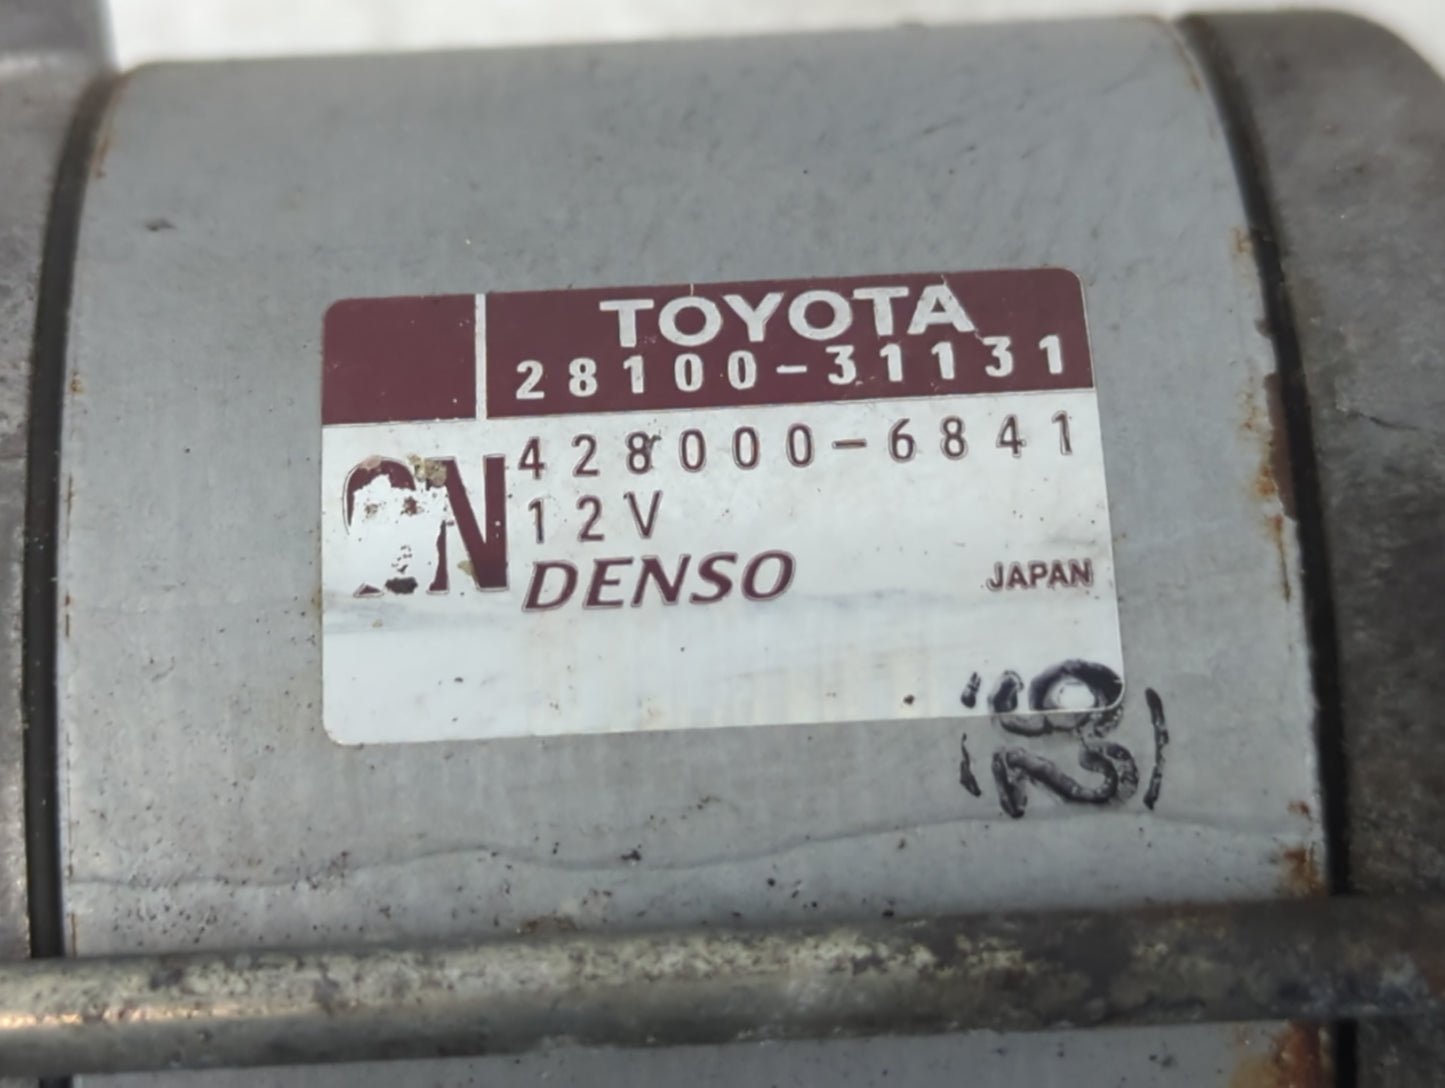 TOYOTA
28100-31131
428000-6841
12V
DENSO JAPAN